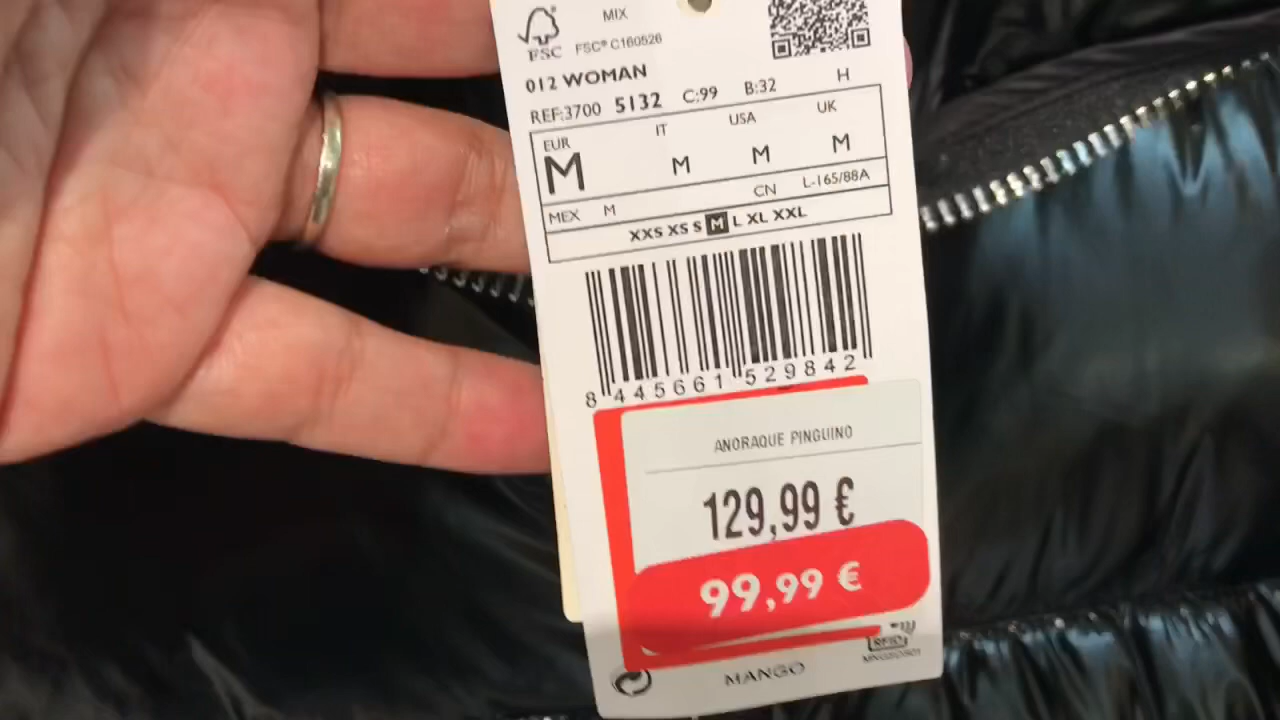 MIX
FSC
FSC® C160526
012 WOMAN
REF:3700 5132 C:99 B:32 H
EUR IT USA UK
M M M M
CN L-165/88A
MEX M
XXS XS S M L XL XXL
8 445661 529842
ANORAQUE PINGUINO
129,99 €
99,99 €
RFID
MANGO